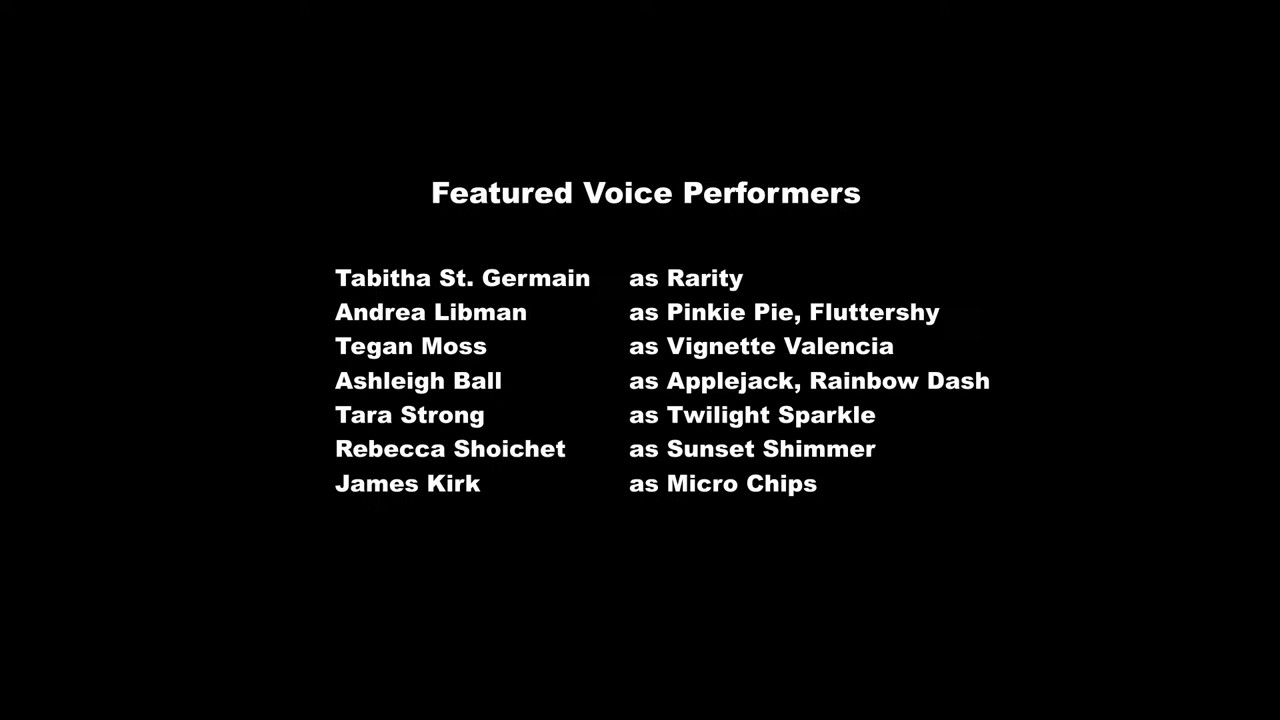 Featured Voice Performers
Tabitha St. Germain as Rarity
Andrea Libman as Pinkie Pie, Fluttershy
Tegan Moss as Vignette Valencia
Ashleigh Ball as Applejack, Rainbow Dash
Tara Strong as Twilight Sparkle
Rebecca Shoichet as Sunset Shimmer
James Kirk as Micro Chips